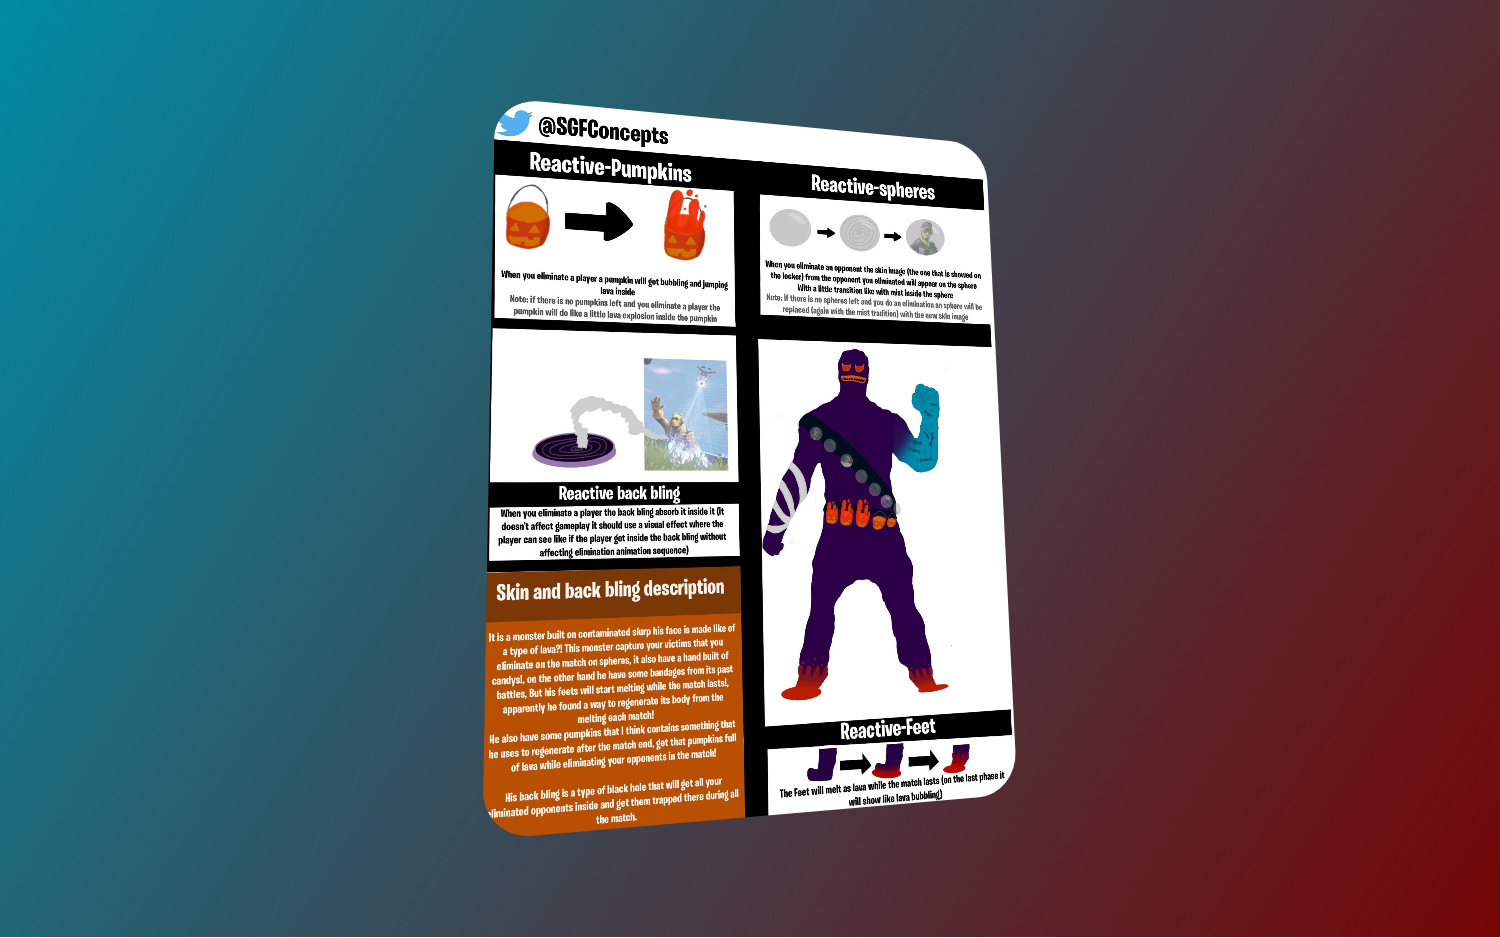 @SGFConcepts
Reactive-Pumpkins
When you eliminate a player a pumpkin will get bubbling and jumping
lava inside
Note: if there is no pumpkins left and you eliminate a player the
pumpkin will do like a little lava explosion inside the pumpkin
Reactive back bling
When you eliminate a player the back bling absorb it inside it (it
doesn't affect gameplay it should use a visual effect where the
player can see like if the player got inside the back bling without
affecting elimination animation sequence)
Skin and back bling description
It is a monster built on contaminated slurp his face is made like of
a type of lava?! This monster capture your victims that you
eliminate on the match on spheres, it also have a hand built of
candys!, on the other hand he have some bandages from its past
battles, But his feets will start melting while the match lasts!,
apparently he found a way to regenerate its body from the
melting each match!
He also have some pumpkins that I think contains something that
he uses to regenerate after the match end, get that pumpkins full
of lava while eliminating your opponents in the match!
His back bling is a type of black hole that will get all your
eliminated opponents inside and get them trapped there during all
the match.
Reactive-spheres
When you eliminate an opponent the skin image (the one that is showed on
the locker) from the opponent you eliminated will appear on the sphere
With a little transition like with mist inside the sphere
Note: If there is no spheres left and you do an elimination an sphere will be
replaced (again with the mist tradition) with the new skin image
Reactive-Feet
The Feet will melt as lava while the match lasts (on the last phase it
will show like lava bubbling)